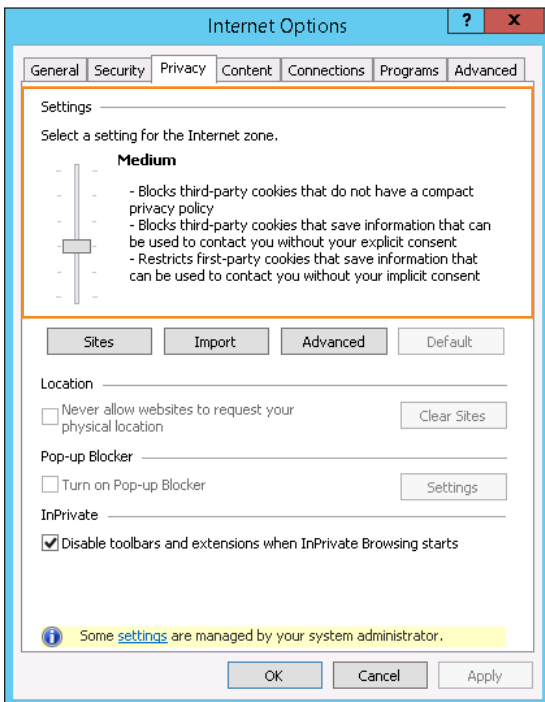 Internet Options
? x
General Security Privacy Content Connections Programs Advanced
Settings
Select a setting for the Internet zone.
Medium
- Blocks third-party cookies that do not have a compact
privacy policy
- Blocks third-party cookies that save information that can
be used to contact you without your explicit consent
- Restricts first-party cookies that save information that
can be used to contact you without your implicit consent
Sites Import Advanced Default
Location
Never allow websites to request your
physical location
Clear Sites
Pop-up Blocker
Turn on Pop-up Blocker
Settings
InPrivate
Disable toolbars and extensions when InPrivate Browsing starts
Some settings are managed by your system administrator.
OK Cancel Apply